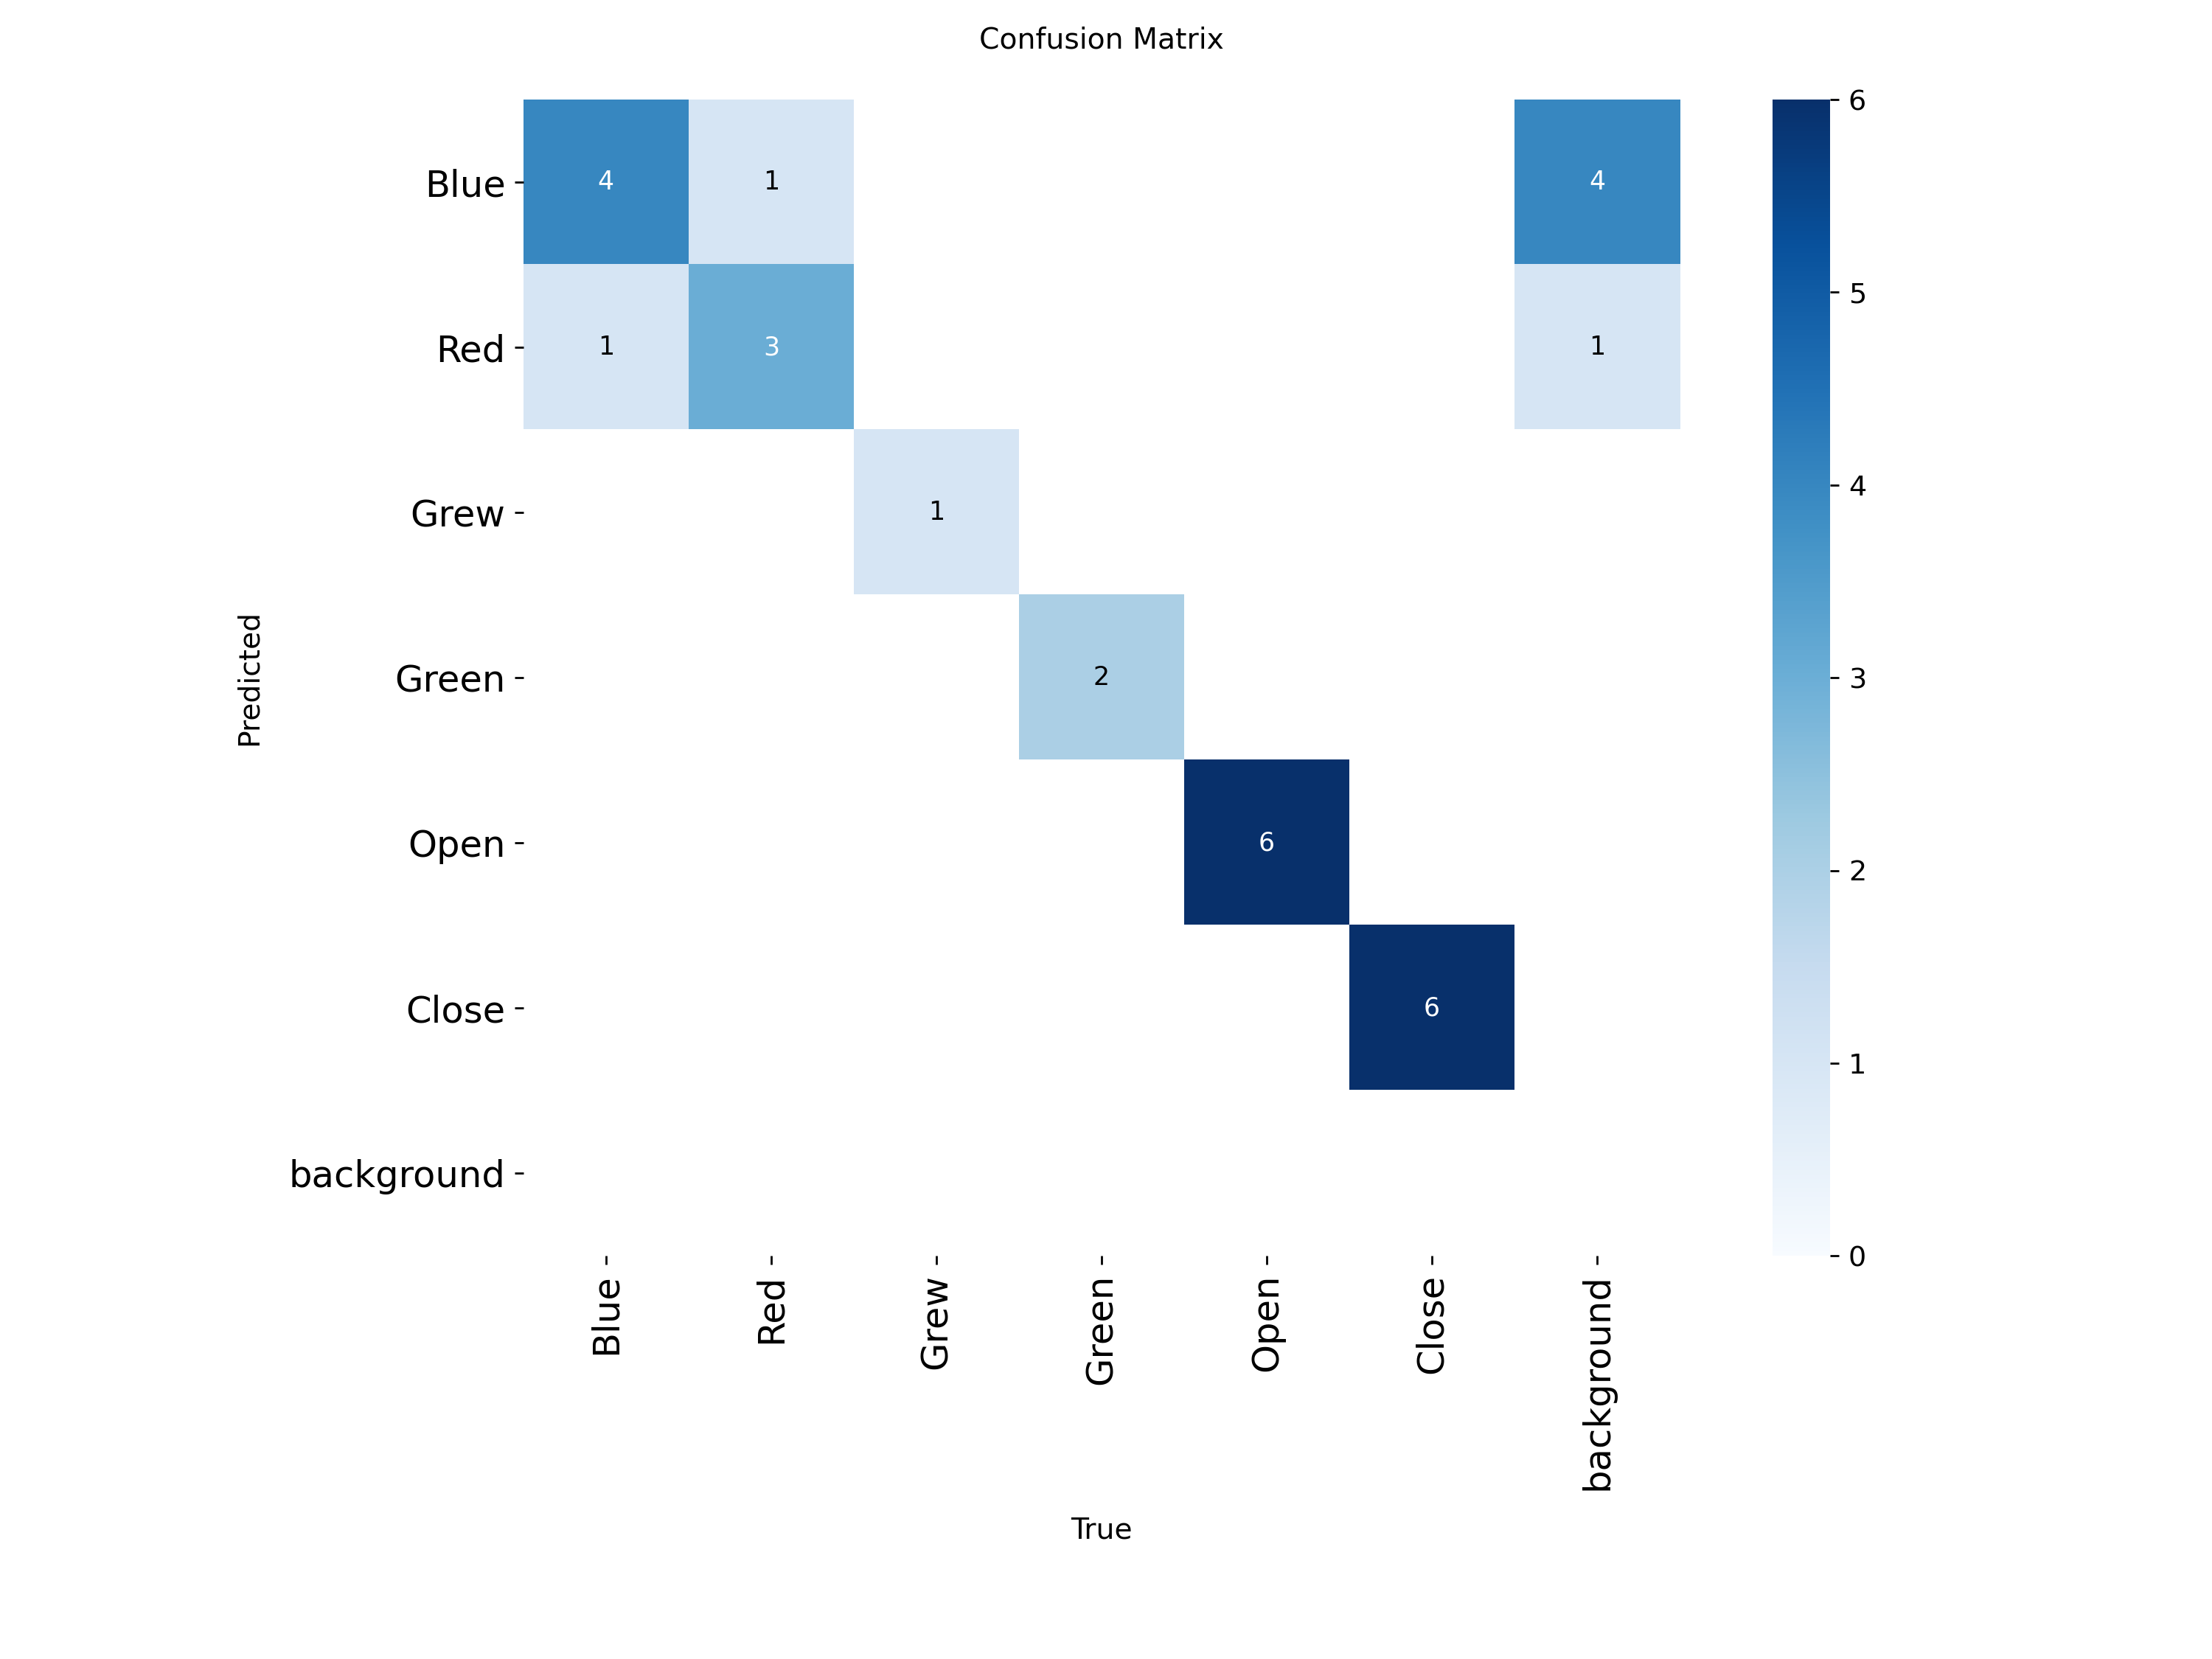 Confusion Matrix
Blue
4
1
4
6
Red
1
3
1
5
Grew
1
4
Green
2
3
Open
6
2
Close
6
1
background
0
Predicted
Blue
Red
Grew
Green
Open
Close
background
True